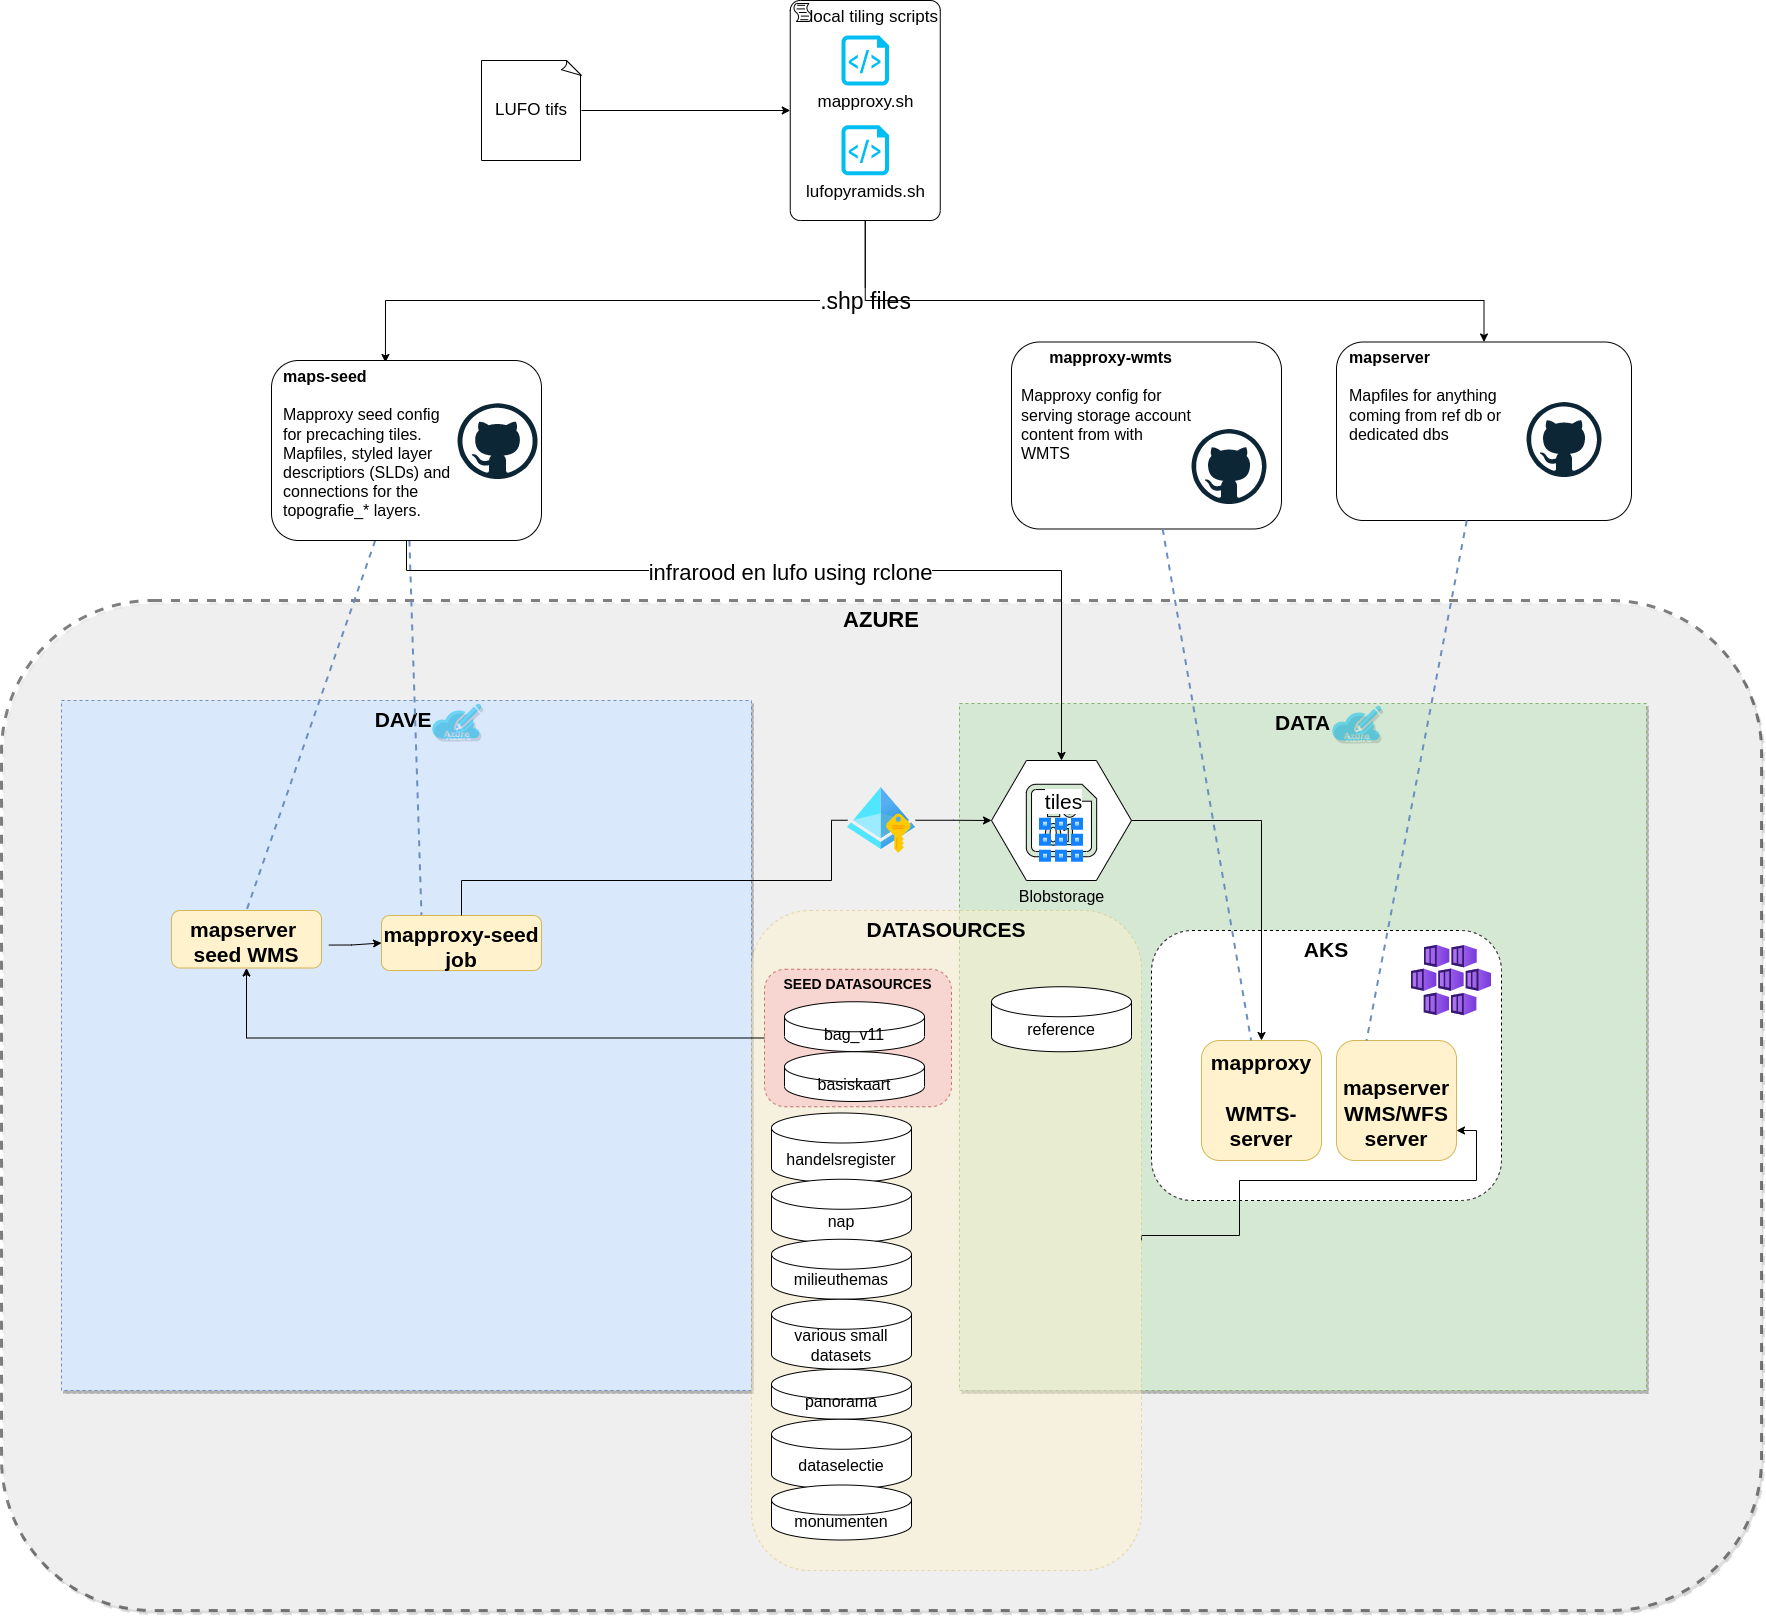 local tiling scripts
mapproxy.sh
lufopyramids.sh
LUFO tifs
.shp files
maps-seed
Mapproxy seed config
for precaching tiles.
Mapfiles, styled layer
descriptiors (SLDs) and
connections for the
topografie_* layers.
mapproxy-wmts
Mapproxy config for
serving storage account
content from with
WMTS
mapserver
Mapfiles for anything
coming from ref db or
dedicated dbs
infrarood en lufo using rclone
AZURE
DAVE
Azure
DATA
Azure
tiles
Blobstorage
mapserver
seed WMS
mapproxy-seed
job
DATASOURCES
SEED DATASOURCES
bag_v11
basiskaart
reference
handelsregister
nap
milieuthemas
various small
datasets
panorama
dataselectie
monumenten
AKS
mapproxy
WMTS-
server
mapserver
WMS/WFS
server